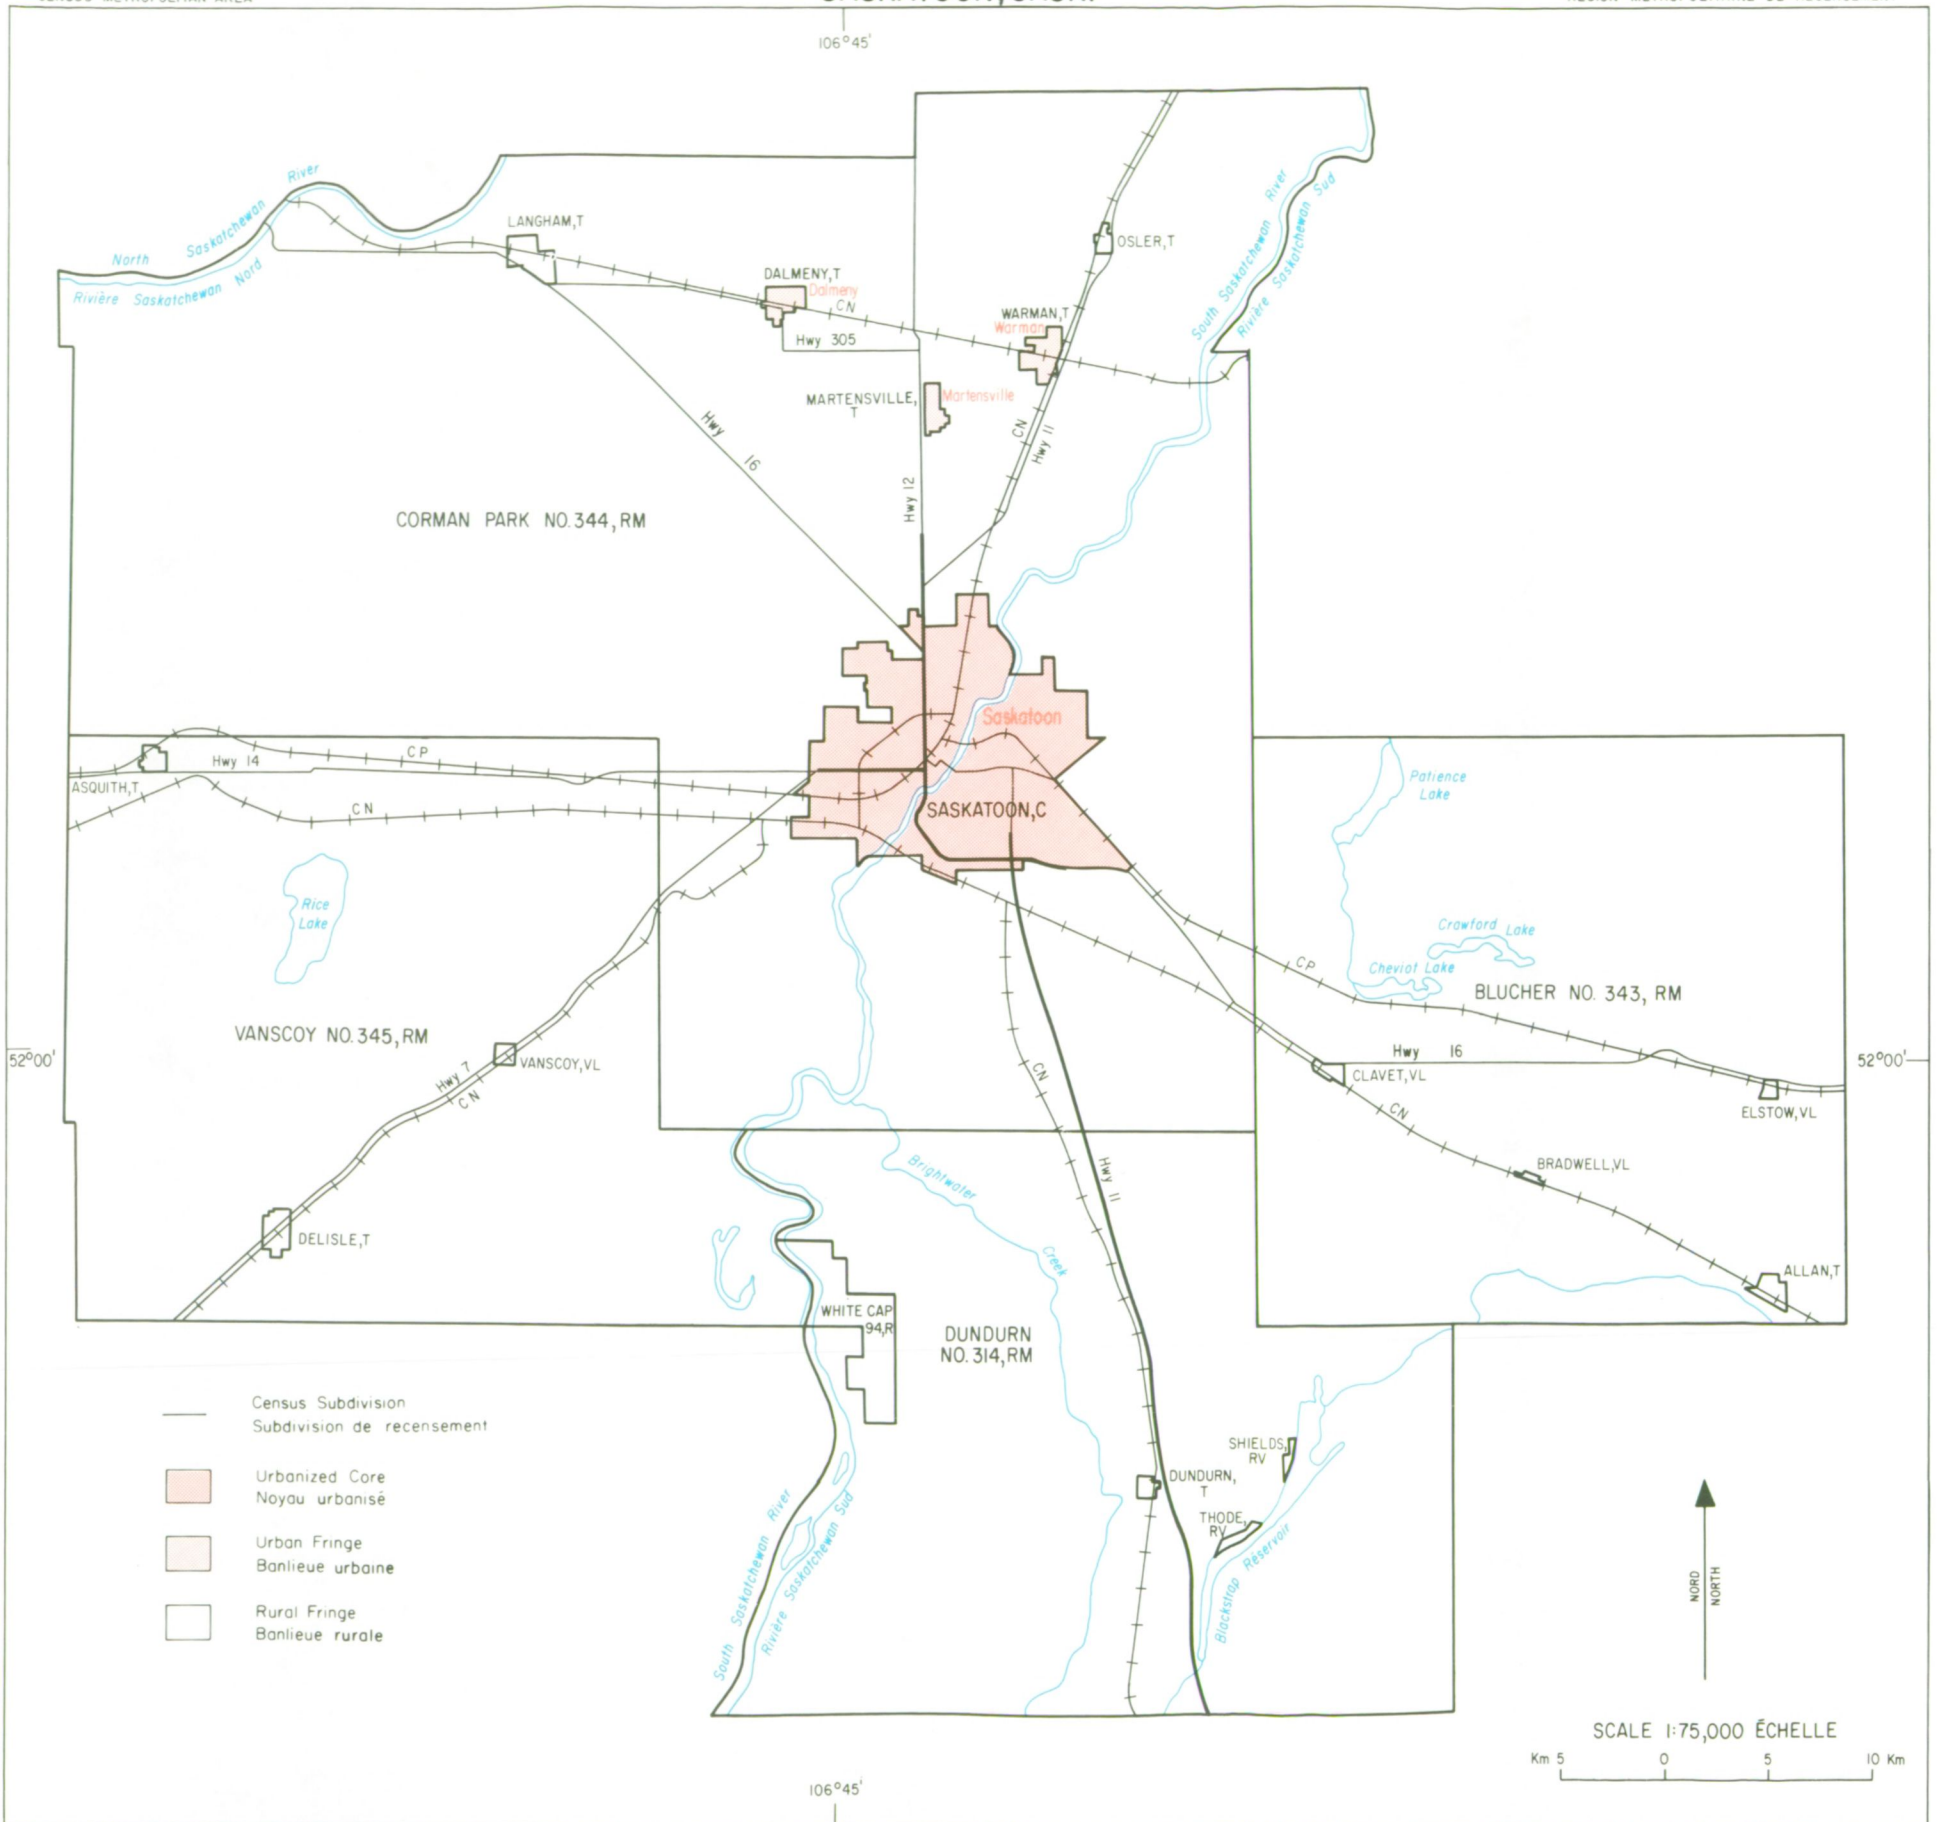 106°45'
North Saskatchewan River
Rivière Saskatchewan Nord
LANGHAM,T
DALMENY,T
Dalmeny
CN
Hwy 305
OSLER,T
WARMAN,T
Warman
South Saskatchewan River
Rivière Saskatchewan Sud
MARTENSVILLE,
T
Martensville
CN
Hwy 11
Hwy 16
Hwy 12
CORMAN PARK NO. 344, RM
Saskatoon
SASKATOON,C
CP
Hwy 14
ASQUITH,T
CN
Patience
Lake
Rice
Lake
Crawford Lake
Cheviot Lake
CP
BLUCHER NO. 343, RM
VANSCOY NO. 345, RM
52°00'
VANSCOY,VL
Hwy 7
CN
CN
Hwy 16
52°00'
CLAVET,VL
CN
ELSTOW,VL
BRADWELL,VL
Brightwater Creek
Hwy 11
DELISLE,T
ALLAN,T
WHITE CAP
94,R
DUNDURN
NO. 314, RM
Census Subdivision
Subdivision de recensement
Urbanized Core
Noyau urbanisé
Urban Fringe
Banlieue urbaine
Rural Fringe
Banlieue rurale
SHIELDS,
RV
DUNDURN,
T
THODE,
RV
South Saskatchewan River
Rivière Saskatchewan Sud
Blackstrap Réservoir
NORD
NORTH
SCALE 1:75,000 ÉCHELLE
Km 5 0 5 10 Km
106°45'